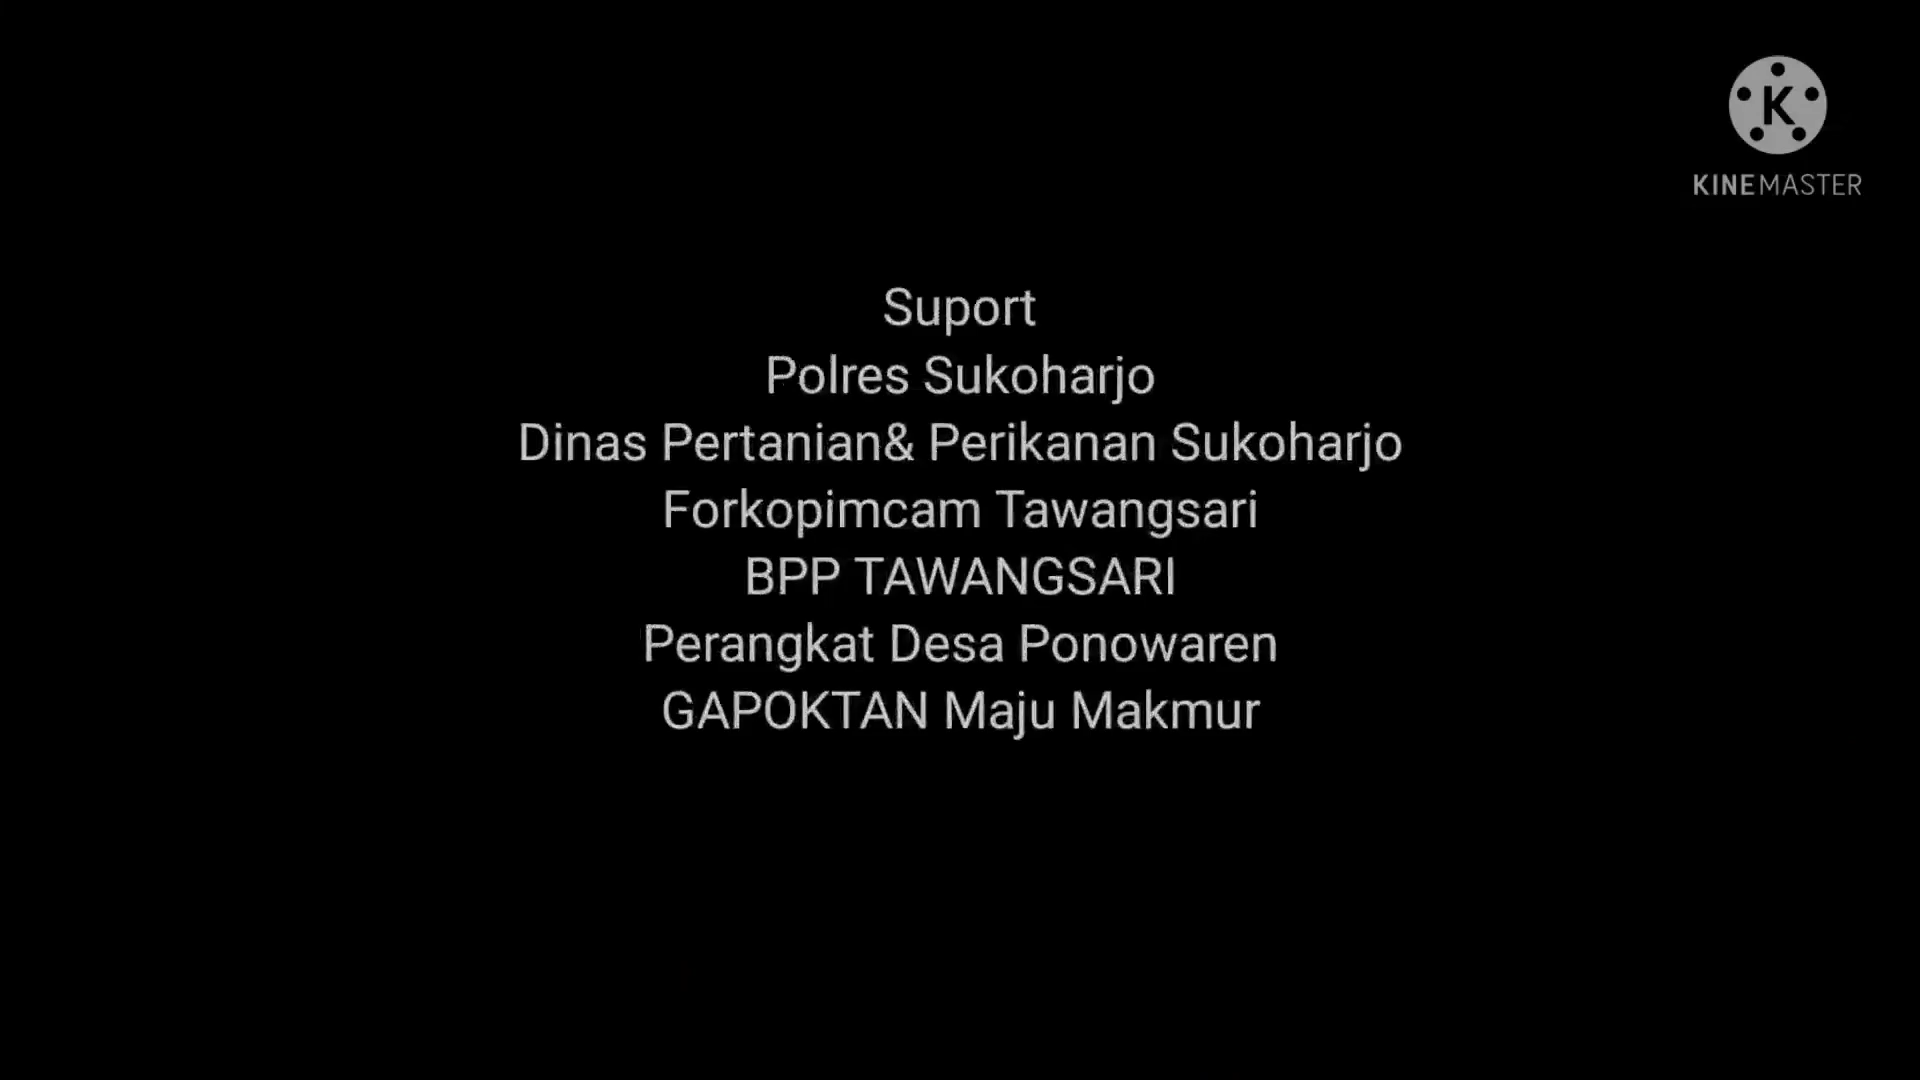 K
KINEMASTER
Suport
Polres Sukoharjo
Dinas Pertanian& Perikanan Sukoharjo
Forkopimcam Tawangsari
BPP TAWANGSARI
Perangkat Desa Ponowaren
GAPOKTAN Maju Makmur